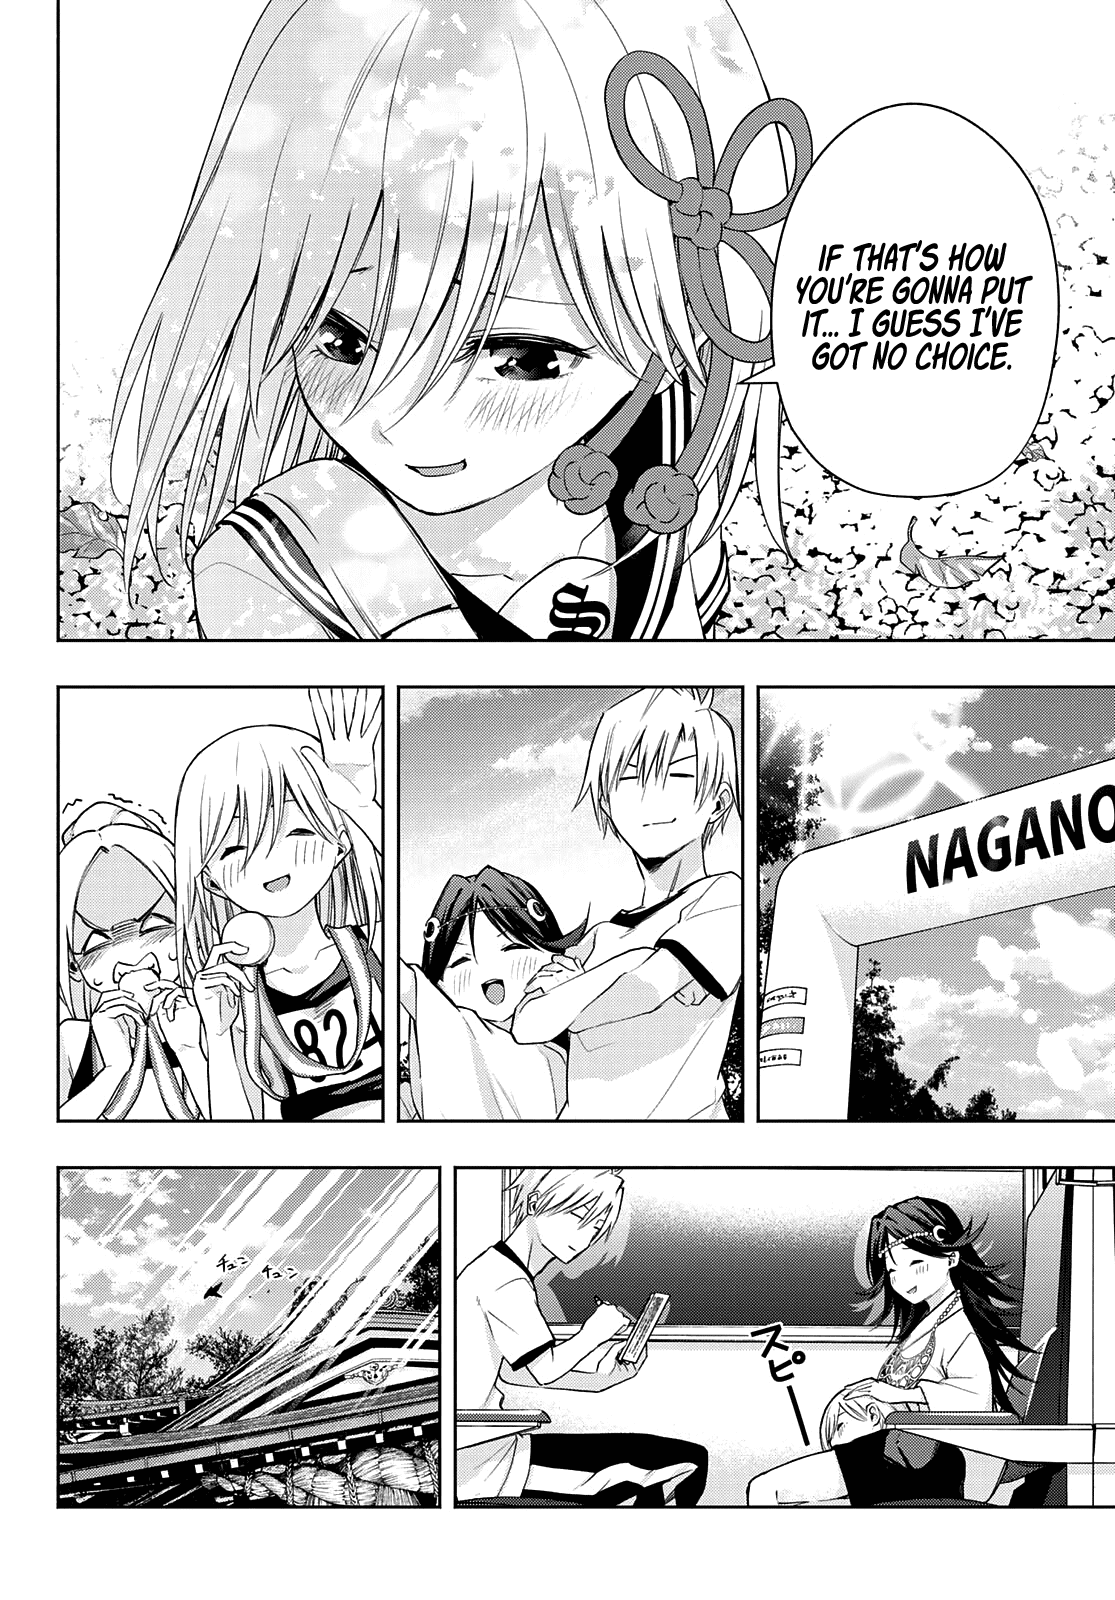 IF THAT'S HOW
YOU'RE GONNA PUT
IT... I GUESS I'VE
GOT NO CHOICE.
S
NAGANO
824
スピー
チュン
チュン